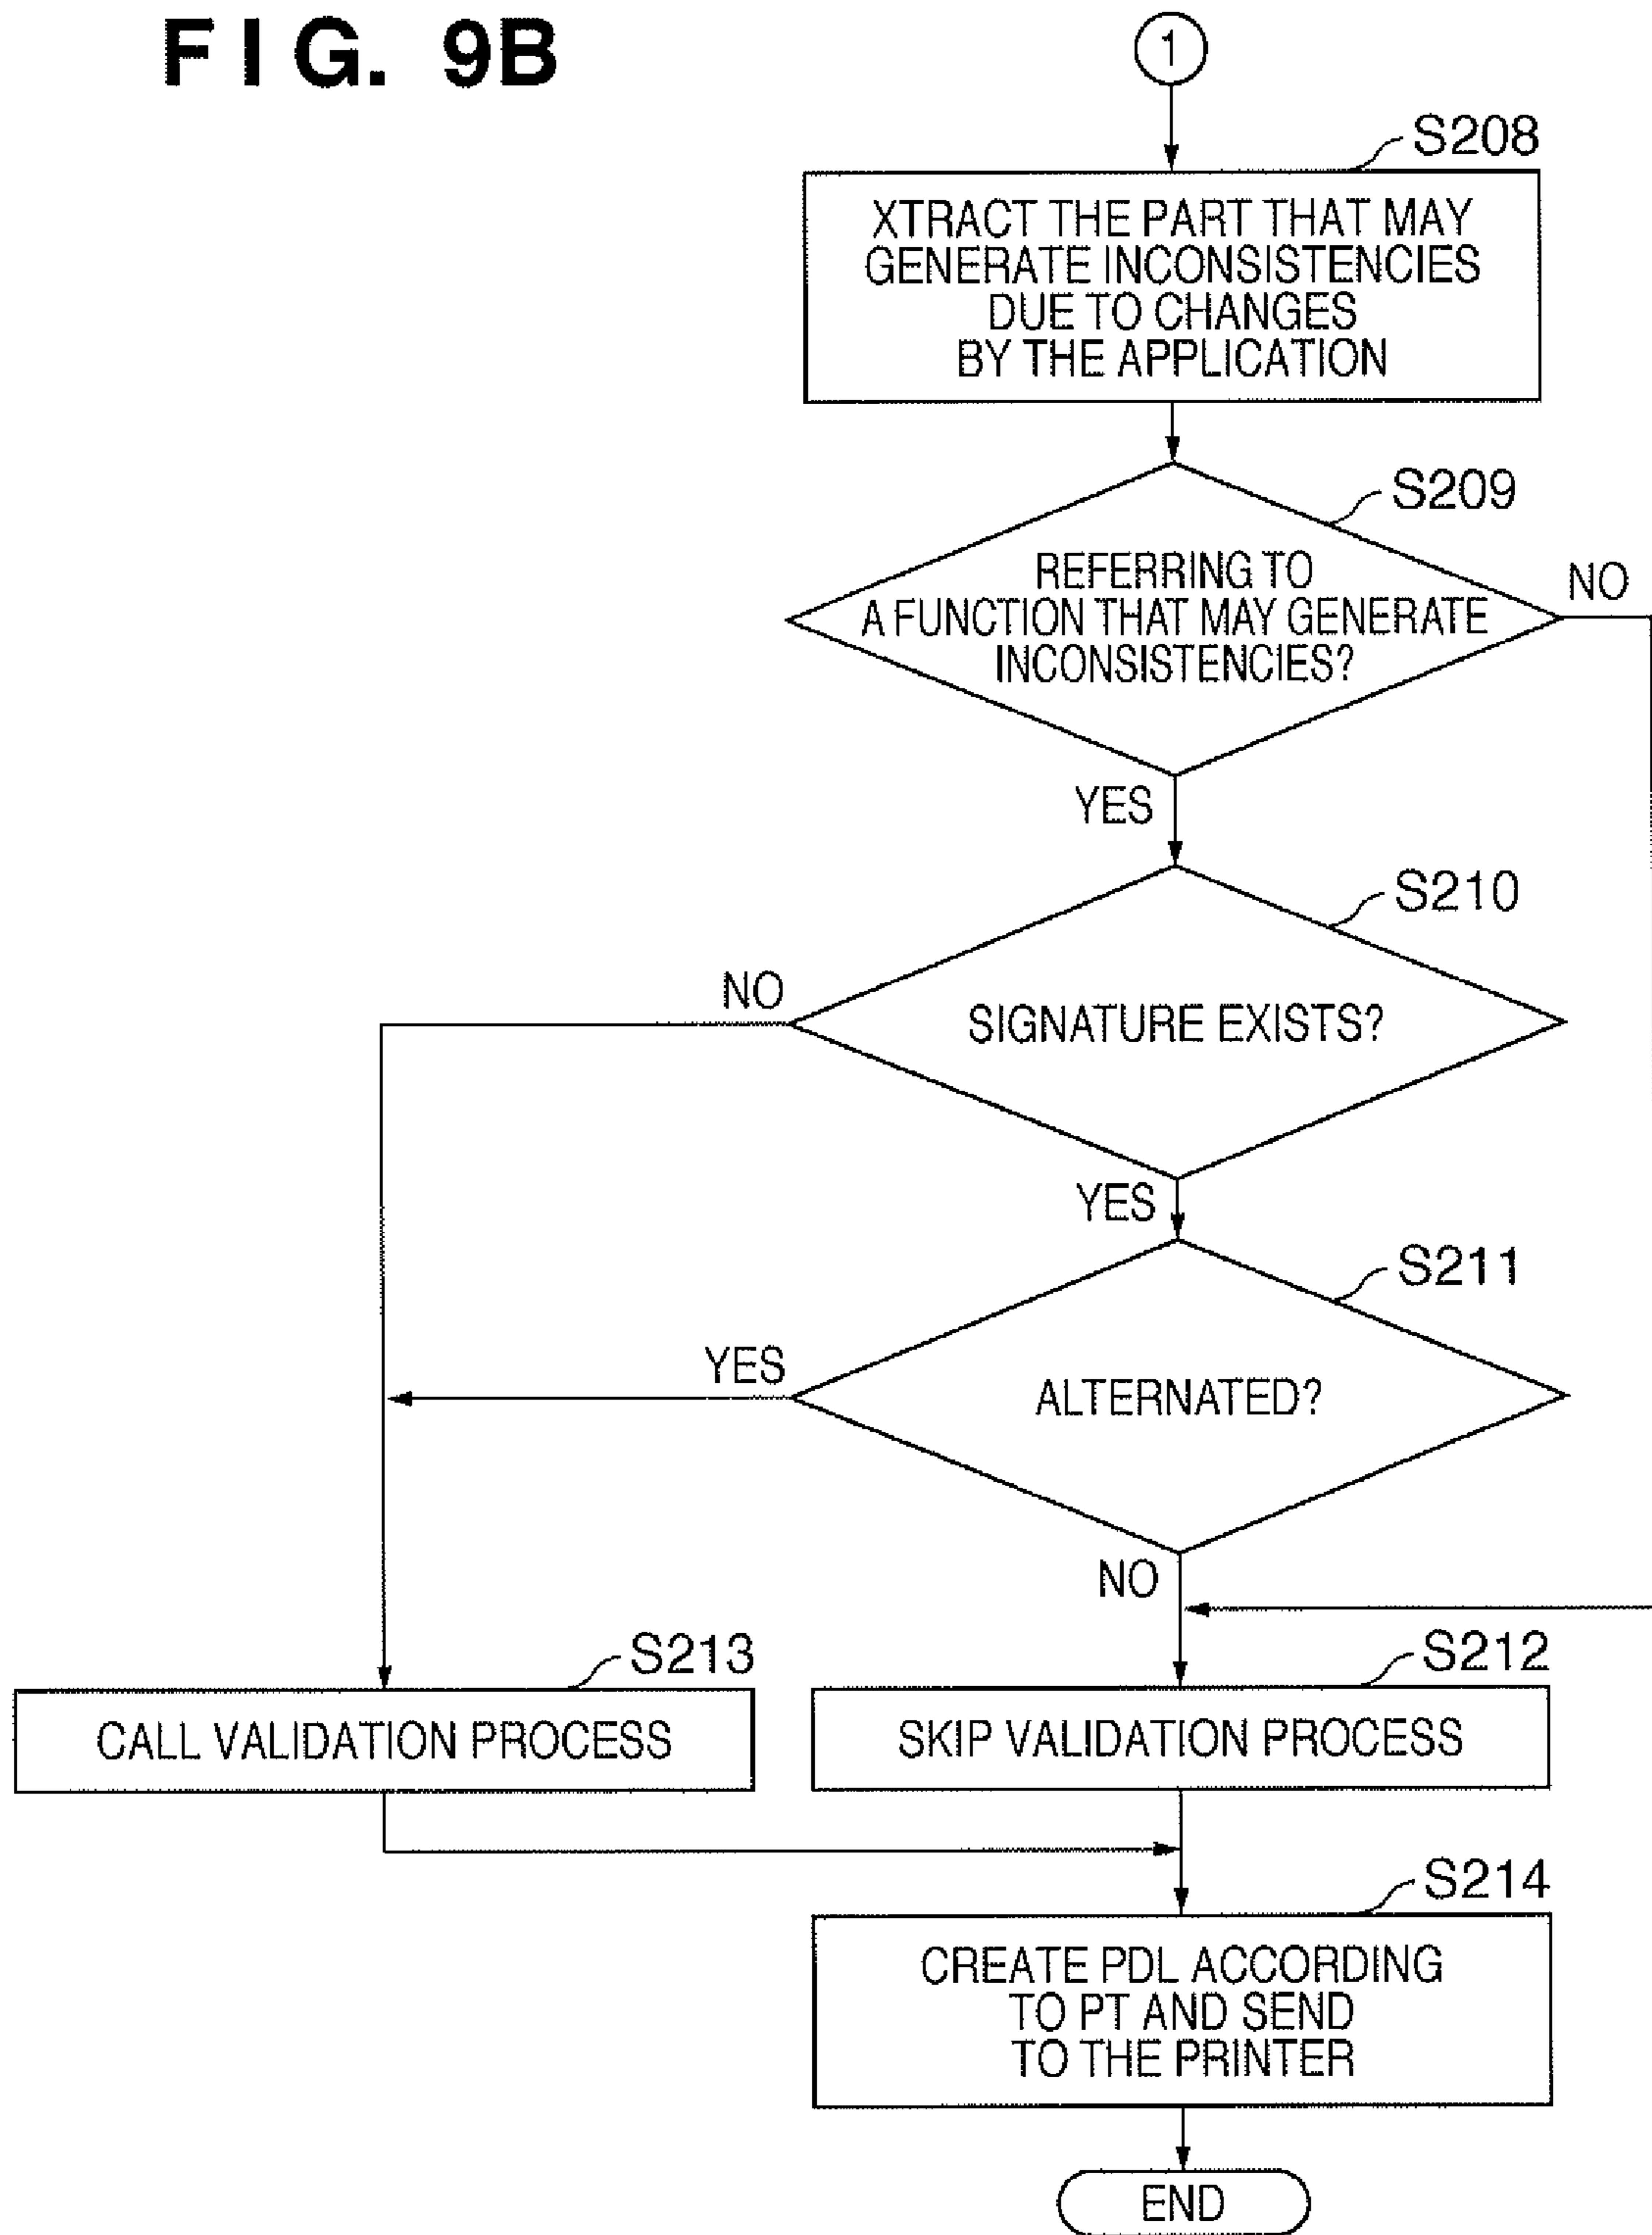 FIG. 9B
1
S208
XTRACT THE PART THAT MAY
GENERATE INCONSISTENCIES
DUE TO CHANGES
BY THE APPLICATION
S209
REFERRING TO
A FUNCTION THAT MAY GENERATE
INCONSISTENCIES?
NO
YES
S210
NO
SIGNATURE EXISTS?
YES
S211
YES
ALTERNATED?
NO
S213
S212
CALL VALIDATION PROCESS
SKIP VALIDATION PROCESS
S214
CREATE PDL ACCORDING
TO PT AND SEND
TO THE PRINTER
END